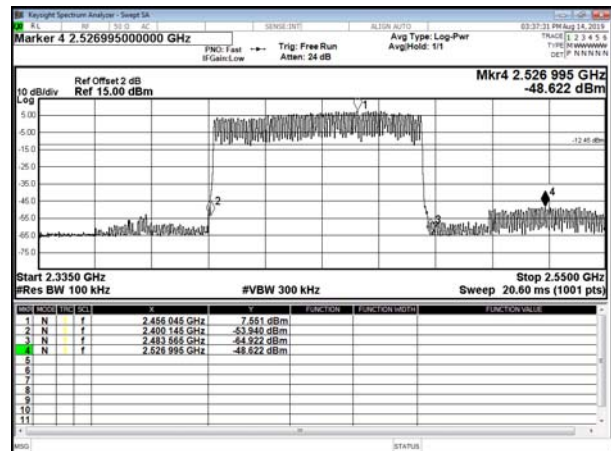 Keysight Spectrum Analyzer - Swept SA
RL RF 50 Ω AC SENSE:INT ALIGN AUTO 03:37:31 PM Aug 14, 2019
Marker 4 2.526995000000 GHz
PNO: Fast
IFGain:Low
Trig: Free Run
Atten: 24 dB
Avg Type: Log-Pwr
Avg|Hold: 1/1
TRACE 1 2 3 4 5 6
TYPE M W W W W W
DET P N N N N N
Mkr4 2.526 995 GHz
-48.622 dBm
Ref Offset 2 dB
Ref 15.00 dBm
10 dB/div
Log
5.00
-5.00
-15.0
-25.0
-35.0
-45.0
-55.0
-65.0
-75.0
1
2
3
4
-12.45 dBm
Start 2.3350 GHz
Stop 2.5500 GHz
#Res BW 100 kHz
#VBW 300 kHz
Sweep 20.60 ms (1001 pts)
MKR MODE TRC SCL X Y FUNCTION FUNCTION WIDTH FUNCTION VALUE
1 N f 2.456 045 GHz 7.551 dBm
2 N f 2.400 145 GHz -53.940 dBm
3 N f 2.483 565 GHz -64.922 dBm
4 N f 2.526 995 GHz -48.622 dBm
5
6
7
8
9
10
11
MSG STATUS